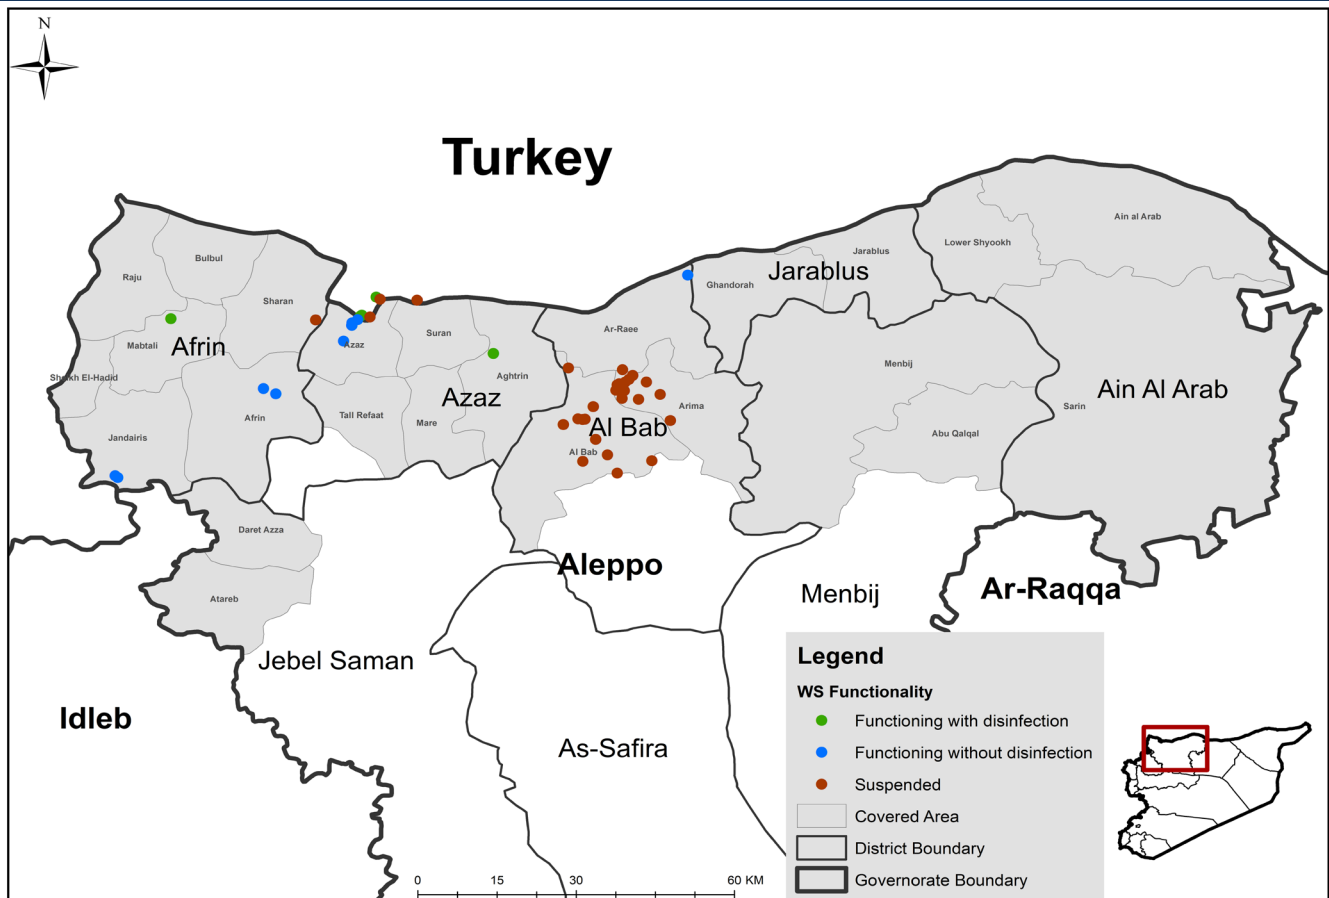 N
Turkey
Ain al Arab
Lower Shyookh
Jarablus
Bulbul
Raju
Jarablus
Ghandorah
Sharan
Ar-Raee
Suran
Azaz
Mabtali
Afrin
Menbij
Sheikh El-Hadid
Aghtrin
Ain Al Arab
Azaz
Arima
Sarin
Afrin
Tall Refaat
Mare
Al Bab
Abu Qalqal
Jandairis
Al Bab
Daret Azza
Aleppo
Ar-Raqqa
Menbij
Atareb
Jebel Saman
Idleb
As-Safira
Legend
WS Functionality
Functioning with disinfection
Functioning without disinfection
Suspended
Covered Area
District Boundary
Governorate Boundary
0 15 30 60 KM